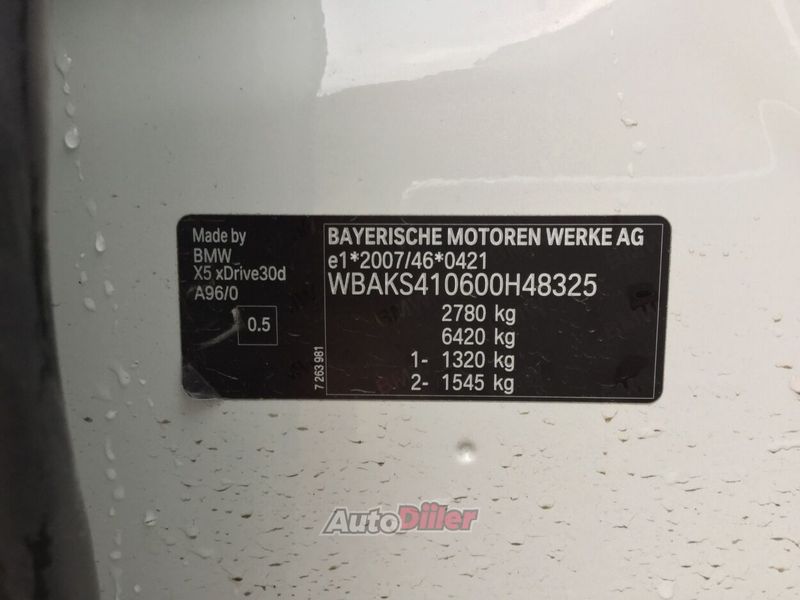 Made by
BMW
X5 xDrive30d
A96/0
0.5
7 263 981
BAYERISCHE MOTOREN WERKE AG
e1*2007/46*0421
WBAKS410600H48325
2780 kg
6420 kg
1- 1320 kg
2- 1545 kg
AutoDiiler